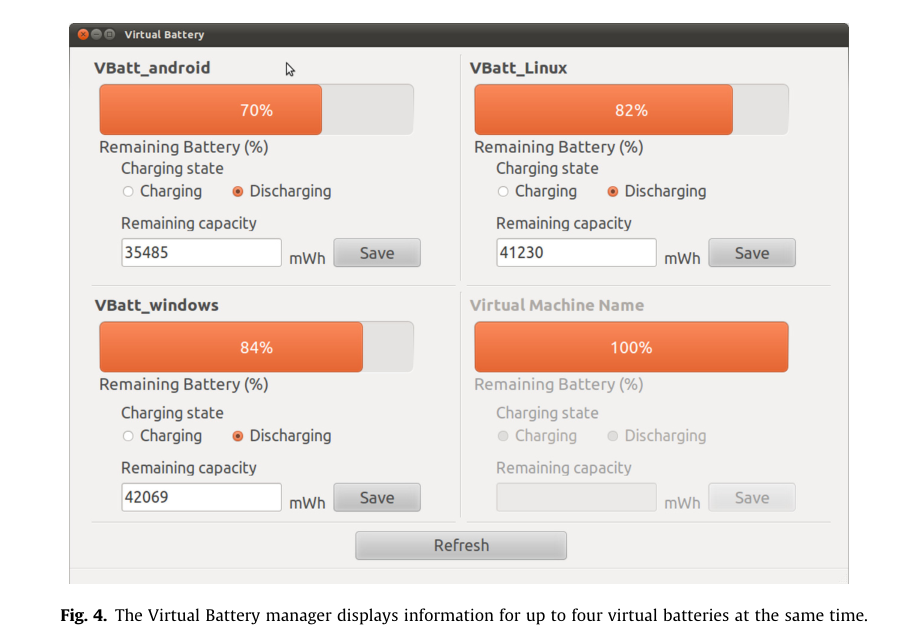 Virtual Battery
VBatt_android
70%
Remaining Battery (%)
Charging state
Charging Discharging
Remaining capacity
35485 mWh Save
VBatt_Linux
82%
Remaining Battery (%)
Charging state
Charging Discharging
Remaining capacity
41230 mWh Save
VBatt_windows
84%
Remaining Battery (%)
Charging state
Charging Discharging
Remaining capacity
42069 mWh Save
Virtual Machine Name
100%
Remaining Battery (%)
Charging state
Charging Discharging
Remaining capacity
mWh Save
Refresh
Fig. 4. The Virtual Battery manager displays information for up to four virtual batteries at the same time.